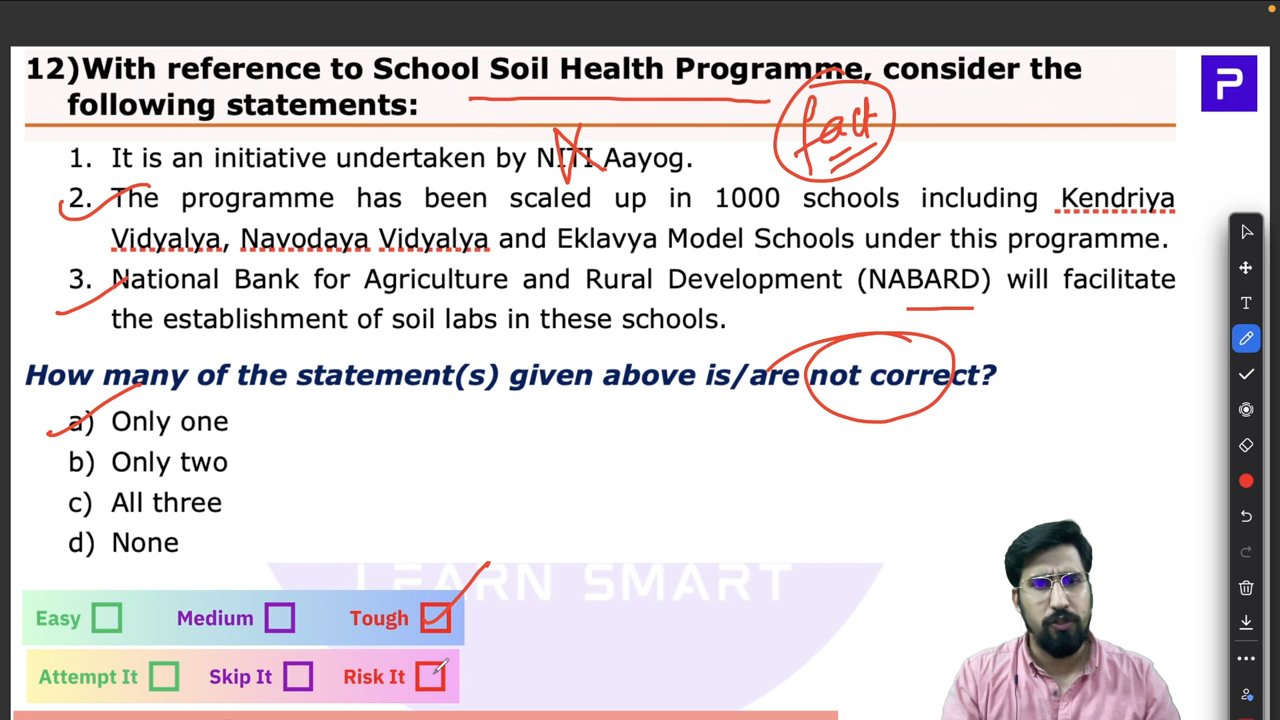 12)With reference to School Soil Health Programme, consider the
following statements:
fact
1. It is an initiative undertaken by NITI Aayog.
2. The programme has been scaled up in 1000 schools including Kendriya
Vidyalya, Navodaya Vidyalya and Eklavya Model Schools under this programme.
3. National Bank for Agriculture and Rural Development (NABARD) will facilitate
the establishment of soil labs in these schools.
How many of the statement(s) given above is/are not correct?
a) Only one
b) Only two
c) All three
d) None
LEARN SMART
Easy Medium Tough
Attempt It Skip It Risk It
P
T